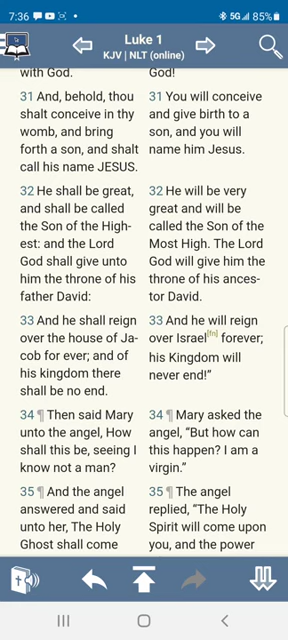 7:36
5G 85%
Luke 1
KJV | NLT (online)
with God.
31 And, behold, thou
shalt conceive in thy
womb, and bring
forth a son, and shalt
call his name JESUS.
32 He shall be great,
and shall be called
the Son of the High-
est: and the Lord
God shall give unto
him the throne of his
father David:
33 And he shall reign
over the house of Ja-
cob for ever; and of
his kingdom there
shall be no end.
34 ¶ Then said Mary
unto the angel, How
shall this be, seeing I
know not a man?
35 ¶ And the angel
answered and said
unto her, The Holy
Ghost shall come
God!
31 You will conceive
and give birth to a
son, and you will
name him Jesus.
32 He will be very
great and will be
called the Son of the
Most High. The Lord
God will give him the
throne of his ances-
tor David.
33 And he will reign
over Israel[fn] forever;
his Kingdom will
never end!”
34 ¶ Mary asked the
angel, “But how can
this happen? I am a
virgin.”
35 ¶ The angel
replied, “The Holy
Spirit will come upon
you, and the power